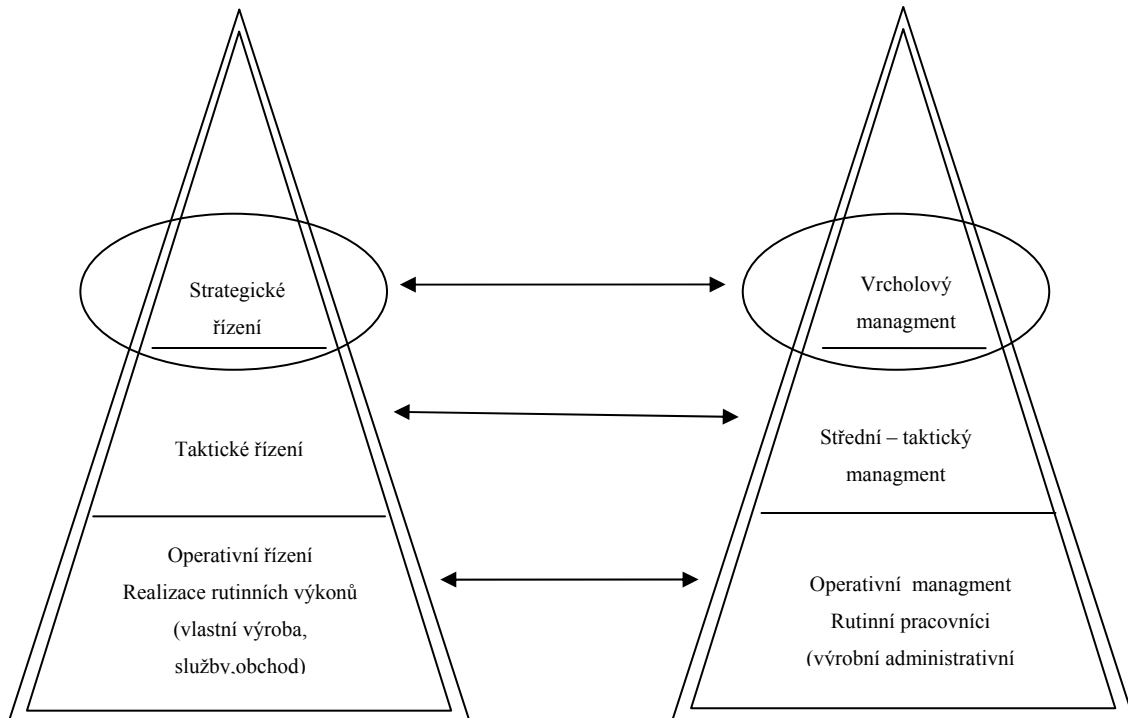 Strategické
řízení
Taktické řízení
Operativní řízení
Realizace rutinních výkonů
(vlastní výroba,
služby,obchod)
Vrcholový
managment
Střední – taktický
managment
Operativní managment
Rutinní pracovníci
(výrobní administrativní